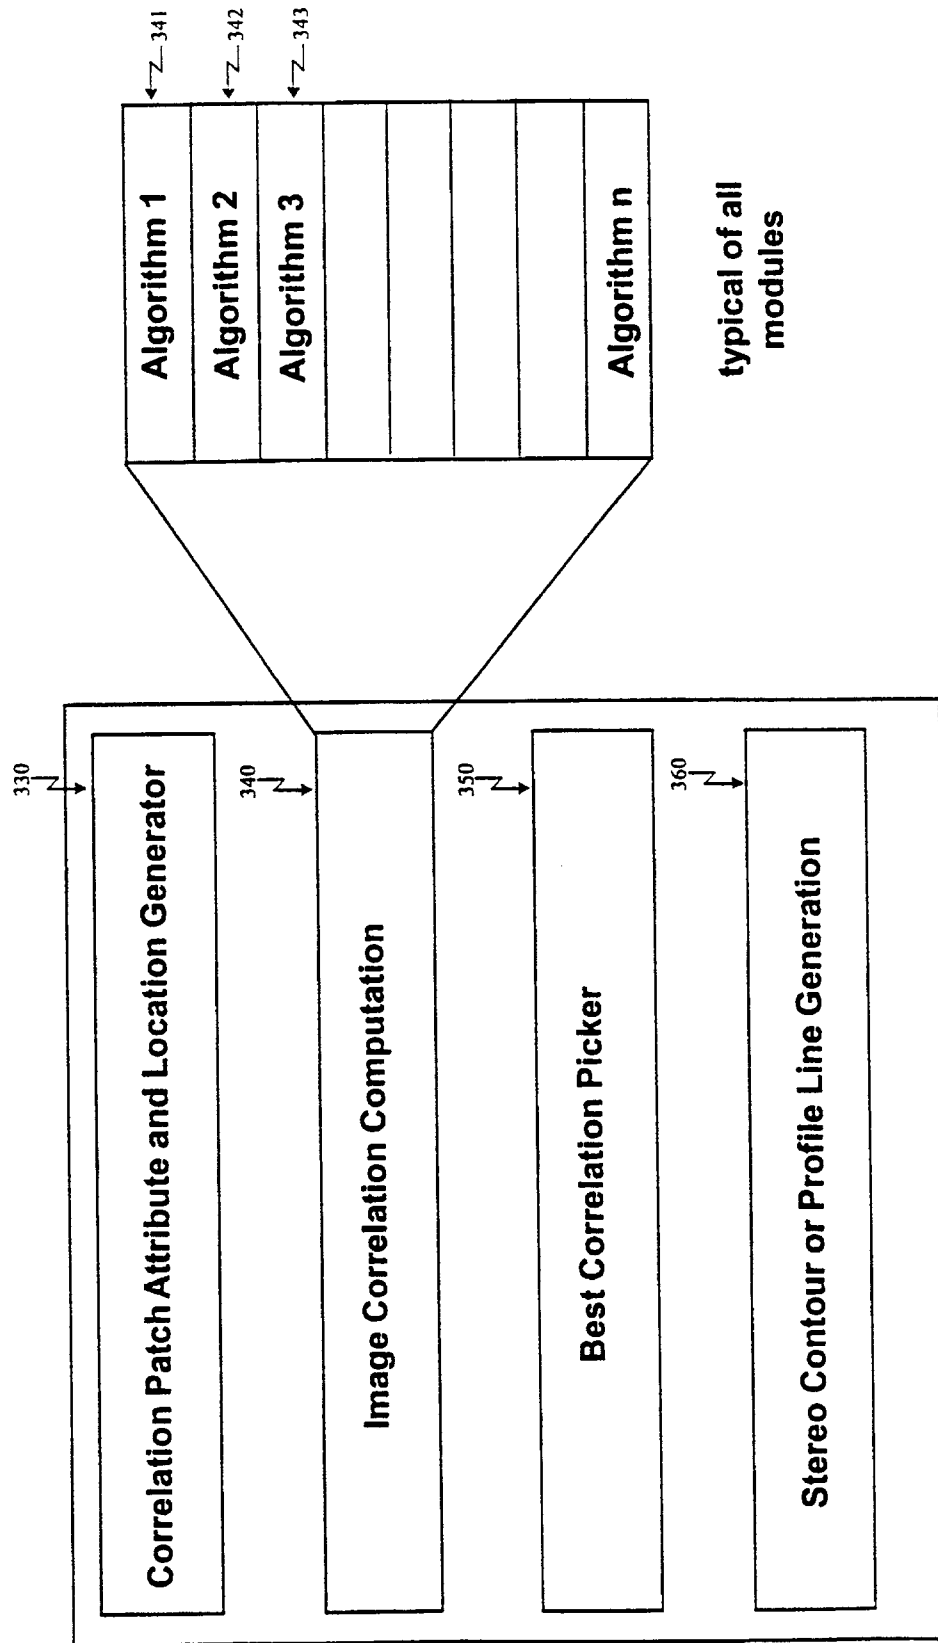 330
Correlation Patch Attribute and Location Generator
340
Image Correlation Computation
350
Best Correlation Picker
360
Stereo Contour or Profile Line Generation
Algorithm 1
341
Algorithm 2
342
Algorithm 3
343
Algorithm n
typical of all
modules